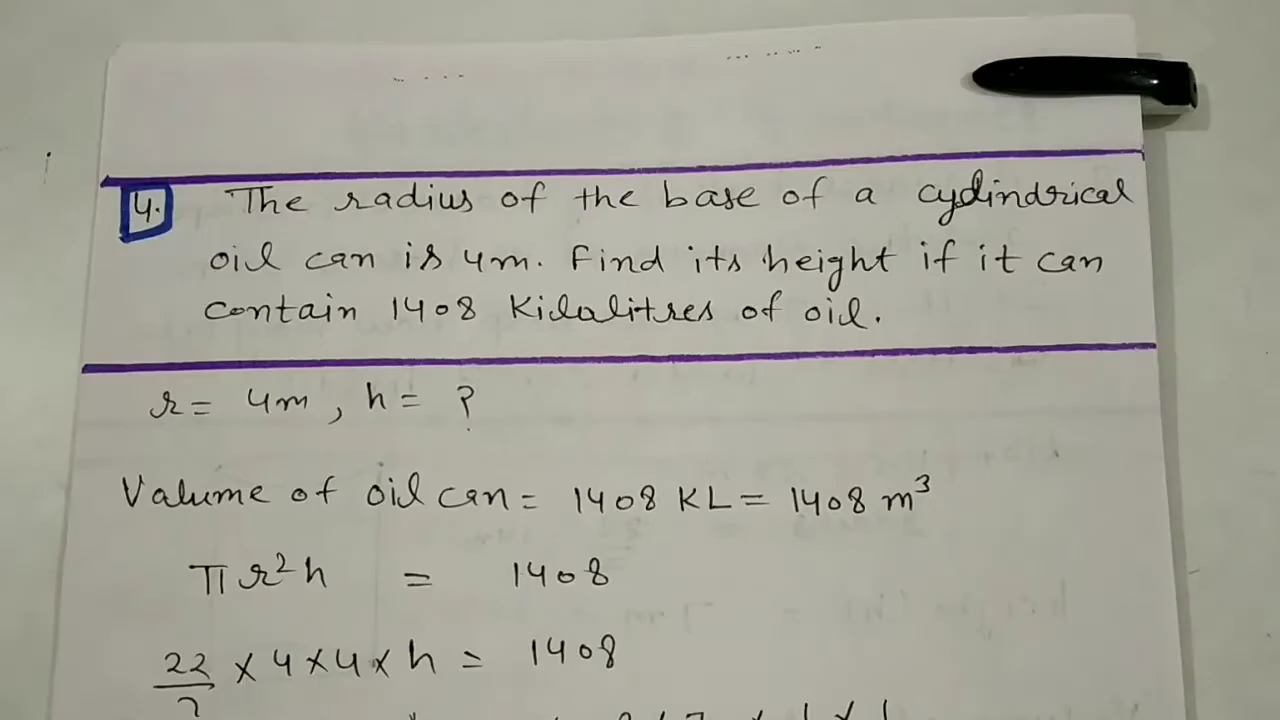 4. The radius of the base of a cylindrical
oil can is 4m. Find its height if it can
contain 1408 Kilolitres of oil.
r = 4m, h = ?
Volume of oil can = 1408 KL = 1408 m³
πr²h = 1408
22/7 × 4 × 4 × h = 1408